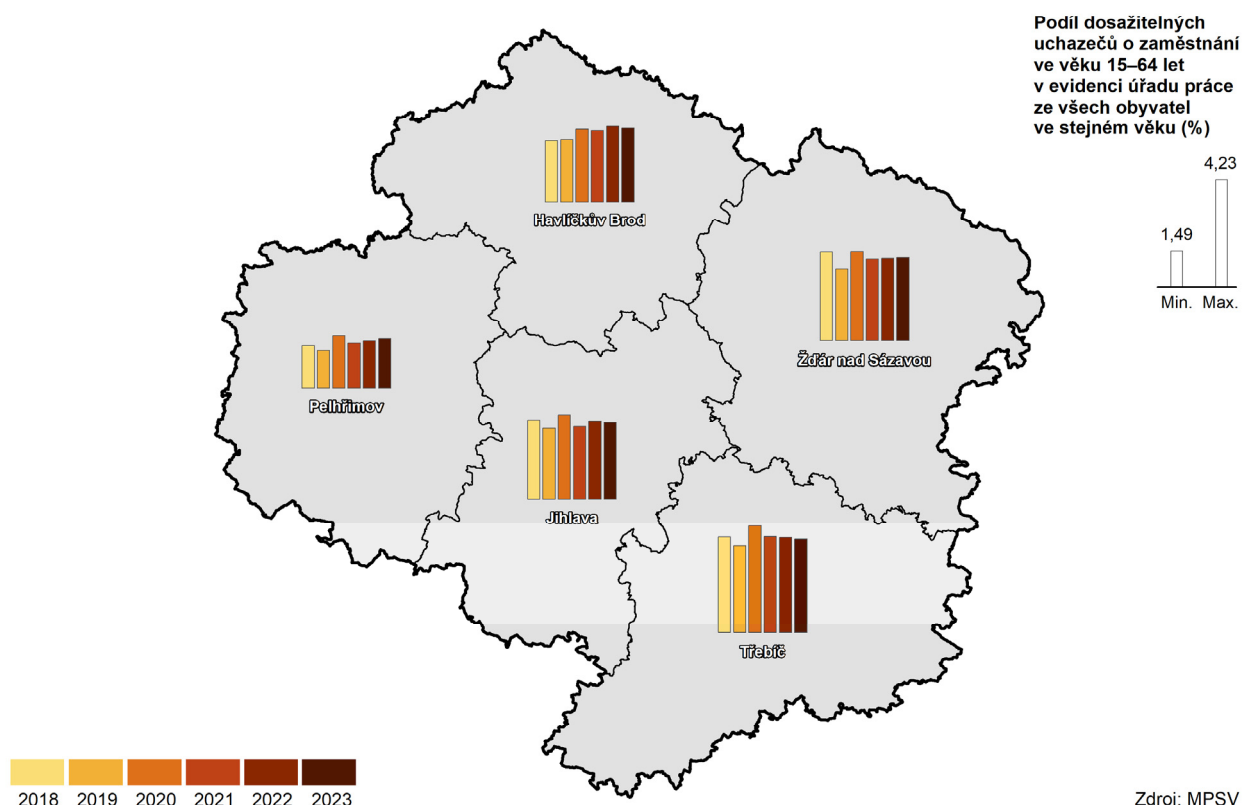 Podíl dosažitelných
uchazečů o zaměstnání
ve věku 15–64 let
v evidenci úřadu práce
ze všech obyvatel
ve stejném věku (%)
4,23
1,49
Min. Max.
Havlíčkův Brod
Žďár nad Sázavou
Pelhřimov
Jihlava
Třebíč
2018 2019 2020 2021 2022 2023
Zdroj: MPSV